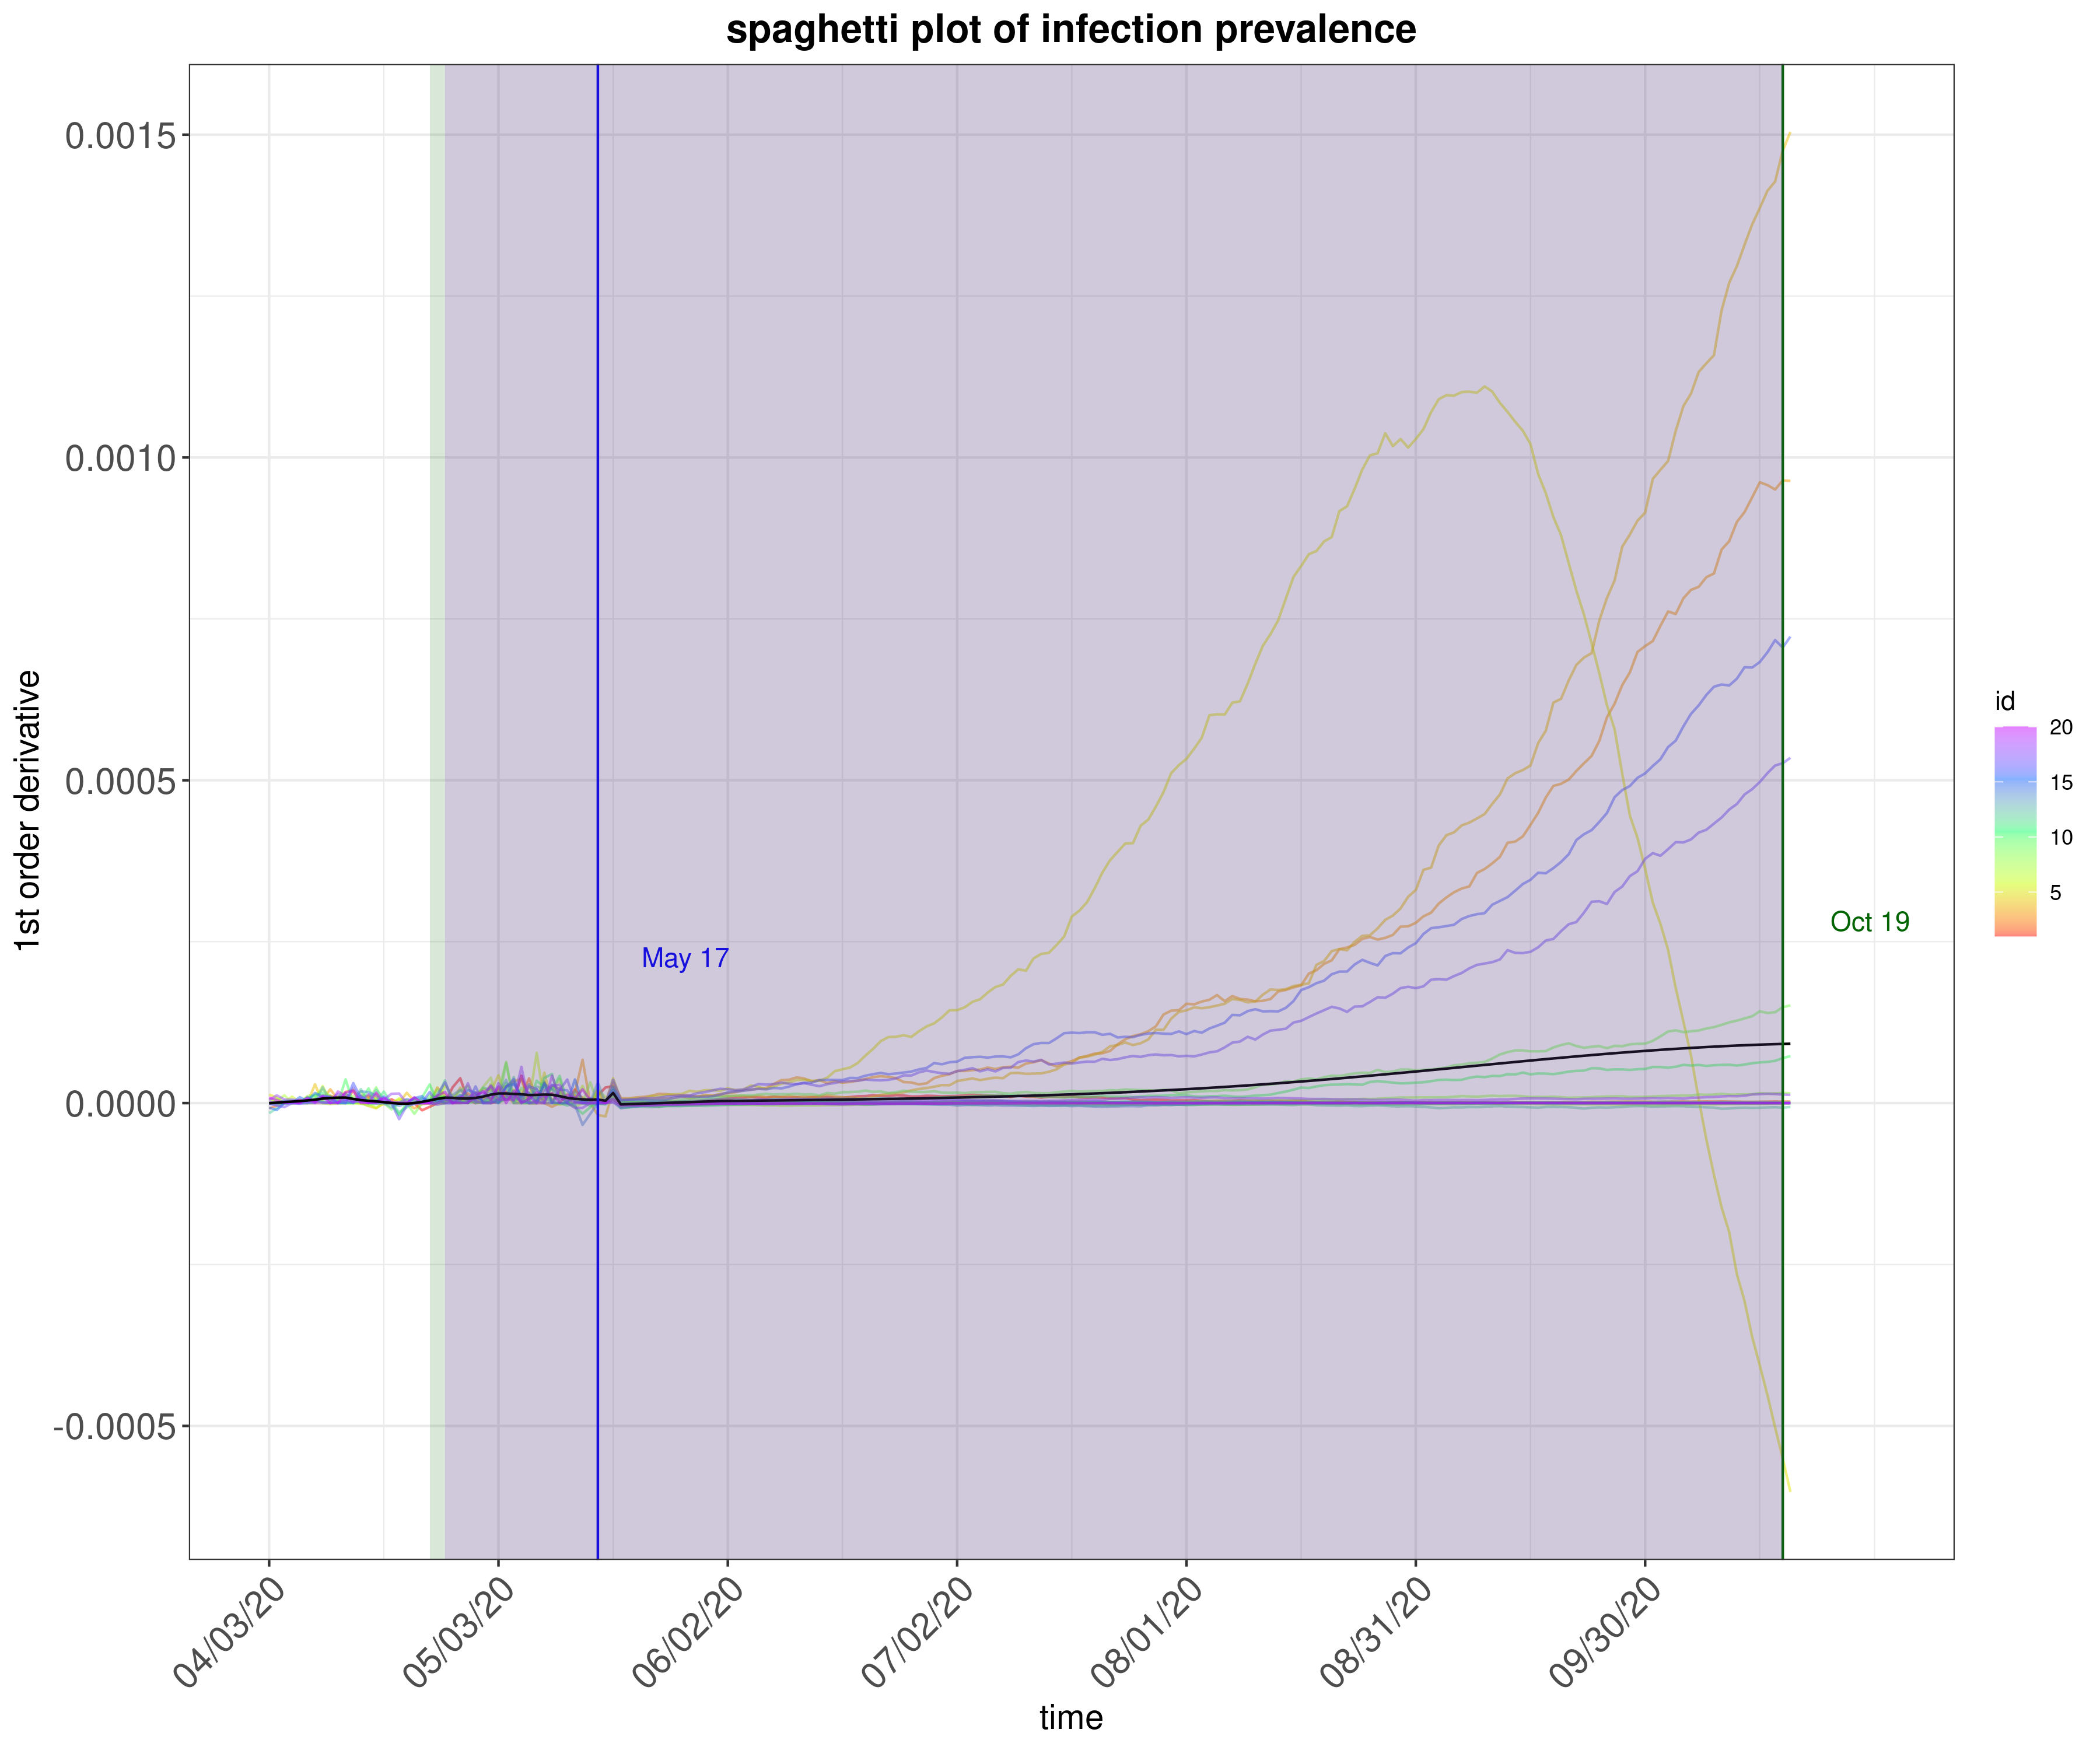 spaghetti plot of infection prevalence
1st order derivative
0.0015
0.0010
0.0005
0.0000
-0.0005
May 17
Oct 19
id
20
15
10
5
04/03/20
05/03/20
06/02/20
07/02/20
08/01/20
08/31/20
09/30/20
time